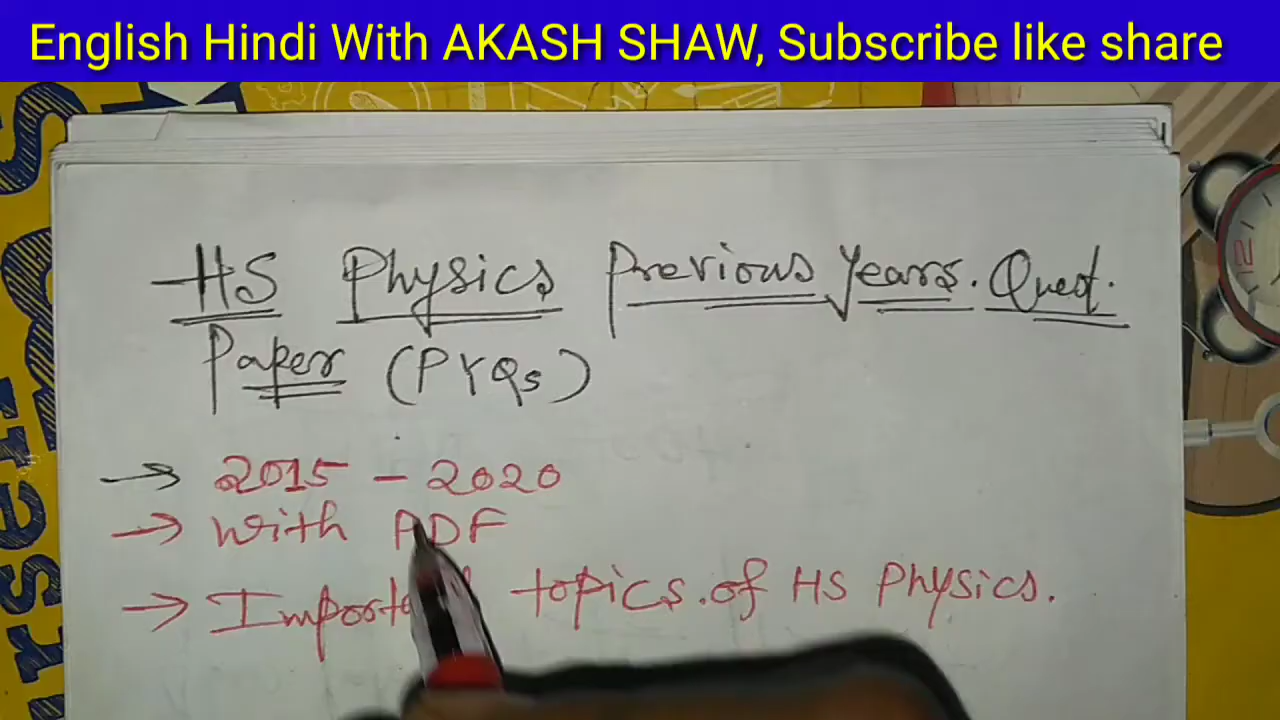 English Hindi With AKASH SHAW, Subscribe like share
HS Physics Previous Years. Quest.
Paper (PYQs)
→ 2015 - 2020
→ With PDF
→ topics. of HS Physics.
12